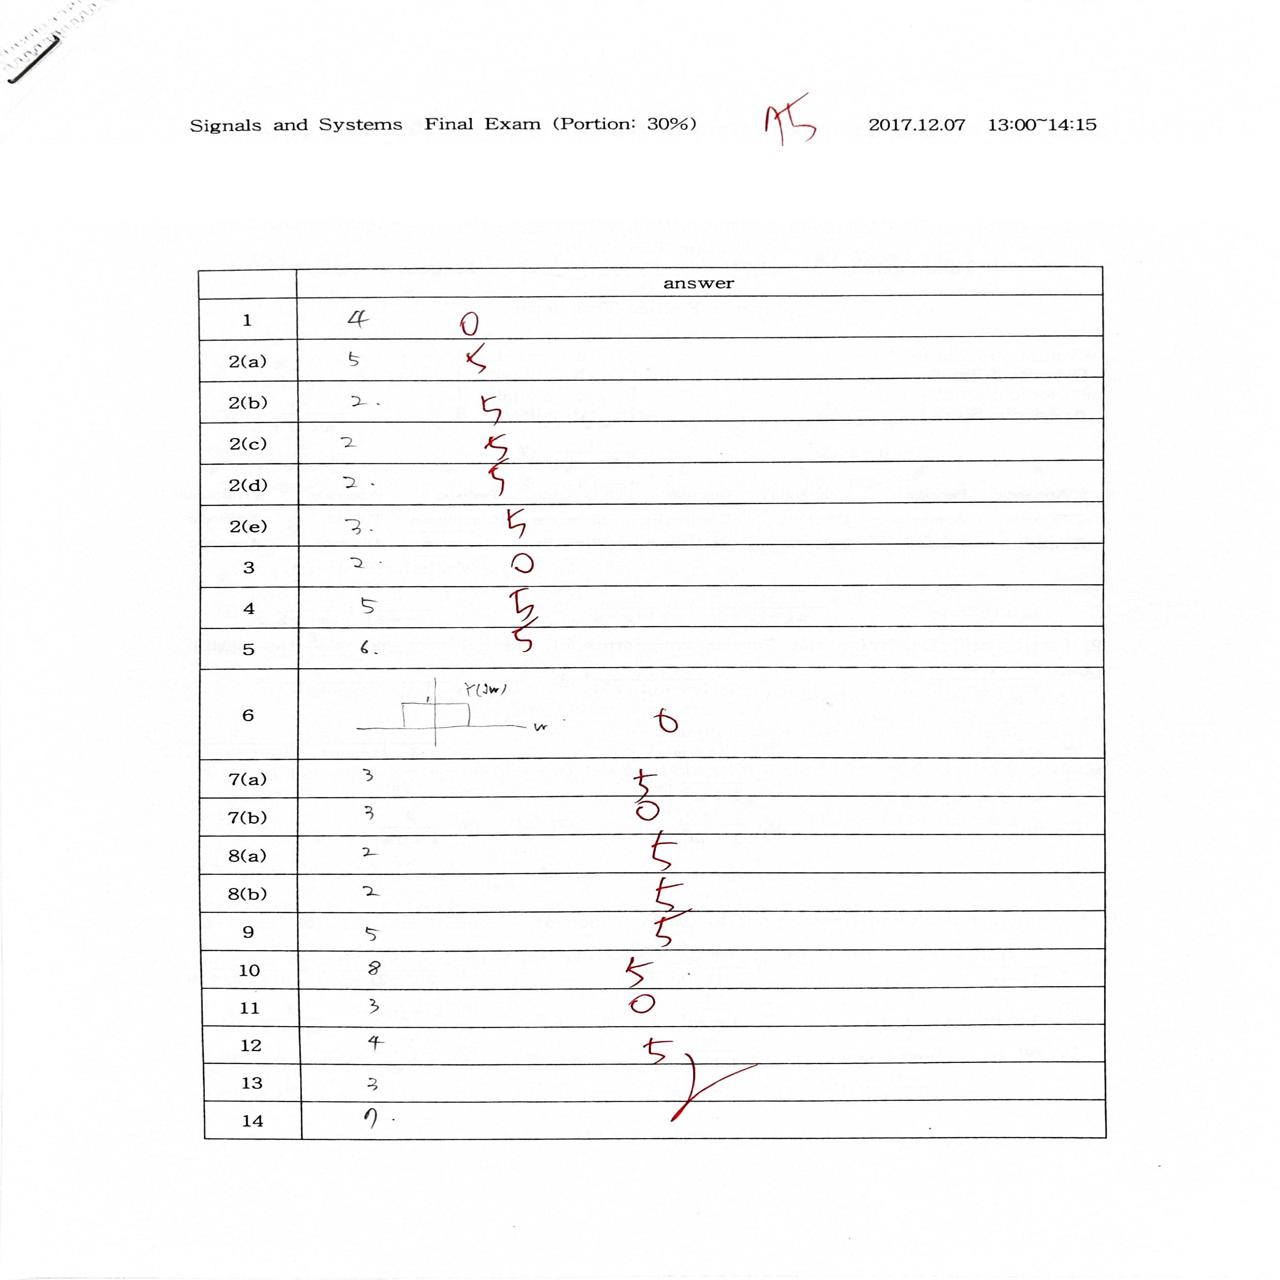 Signals and Systems Final Exam (Portion: 30%) 75 2017.12.07 13:00~14:15
answer
1 4 0
2(a) 5 5
2(b) 2. 5
2(c) 2 5
2(d) 2. 5
2(e) 3. 5
3 2. 0
4 5 5
5 6. 5
6 Y(jw) w 0
7(a) 3 5
7(b) 3 0
8(a) 2 5
8(b) 2 5
9 5 5
10 8 5
11 3 0
12 4 5
13 3
14 7.